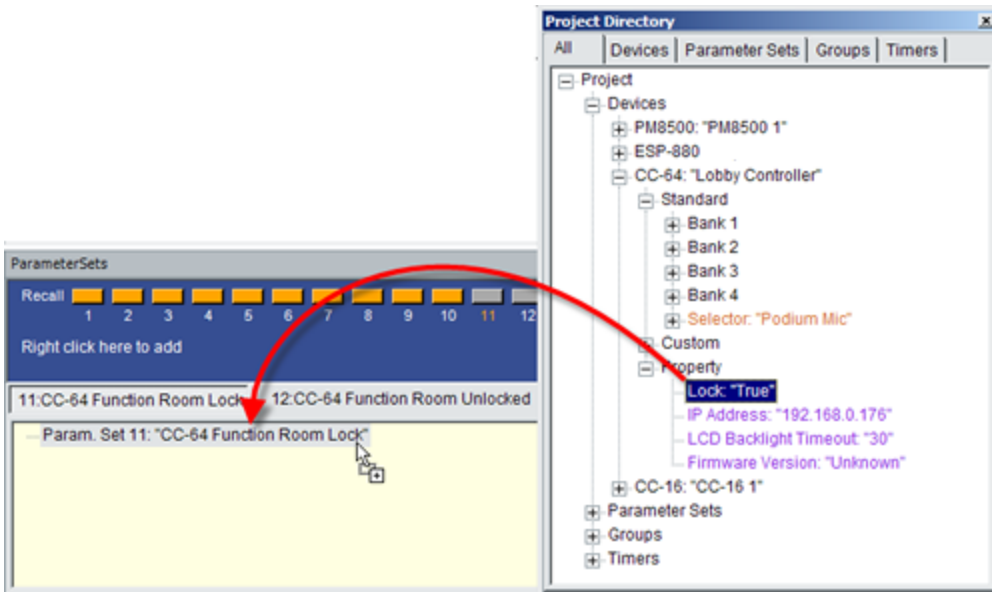 Project Directory
All Devices Parameter Sets Groups Timers
Project
Devices
PM8500: "PM8500 1"
ESP-880
CC-64: "Lobby Controller"
Standard
Bank 1
Bank 2
Bank 3
Bank 4
Selector: "Podium Mic"
Custom
Property
Lock: "True"
IP Address: "192.168.0.176"
LCD Backlight Timeout: "30"
Firmware Version: "Unknown"
CC-16: "CC-16 1"
Parameter Sets
Groups
Timers
ParameterSets
Recall
1 2 3 4 5 6 7 8 9 10 11 12
Right click here to add
11:CC-64 Function Room Lock 12:CC-64 Function Room Unlocked
Param. Set 11: "CC-64 Function Room Lock"